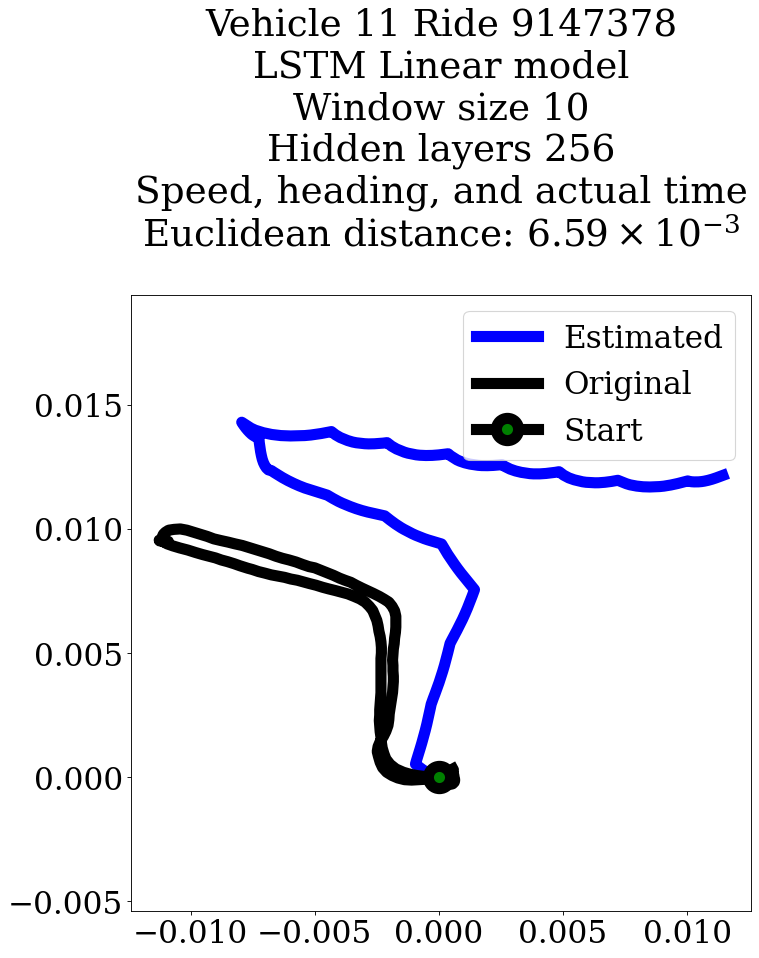 Vehicle 11 Ride 9147378
LSTM Linear model
Window size 10
Hidden layers 256
Speed, heading, and actual time
Euclidean distance: 6.59 × 10⁻³
Estimated
Original
Start
0.015
0.010
0.005
0.000
−0.005
−0.010 −0.005 0.000 0.005 0.010